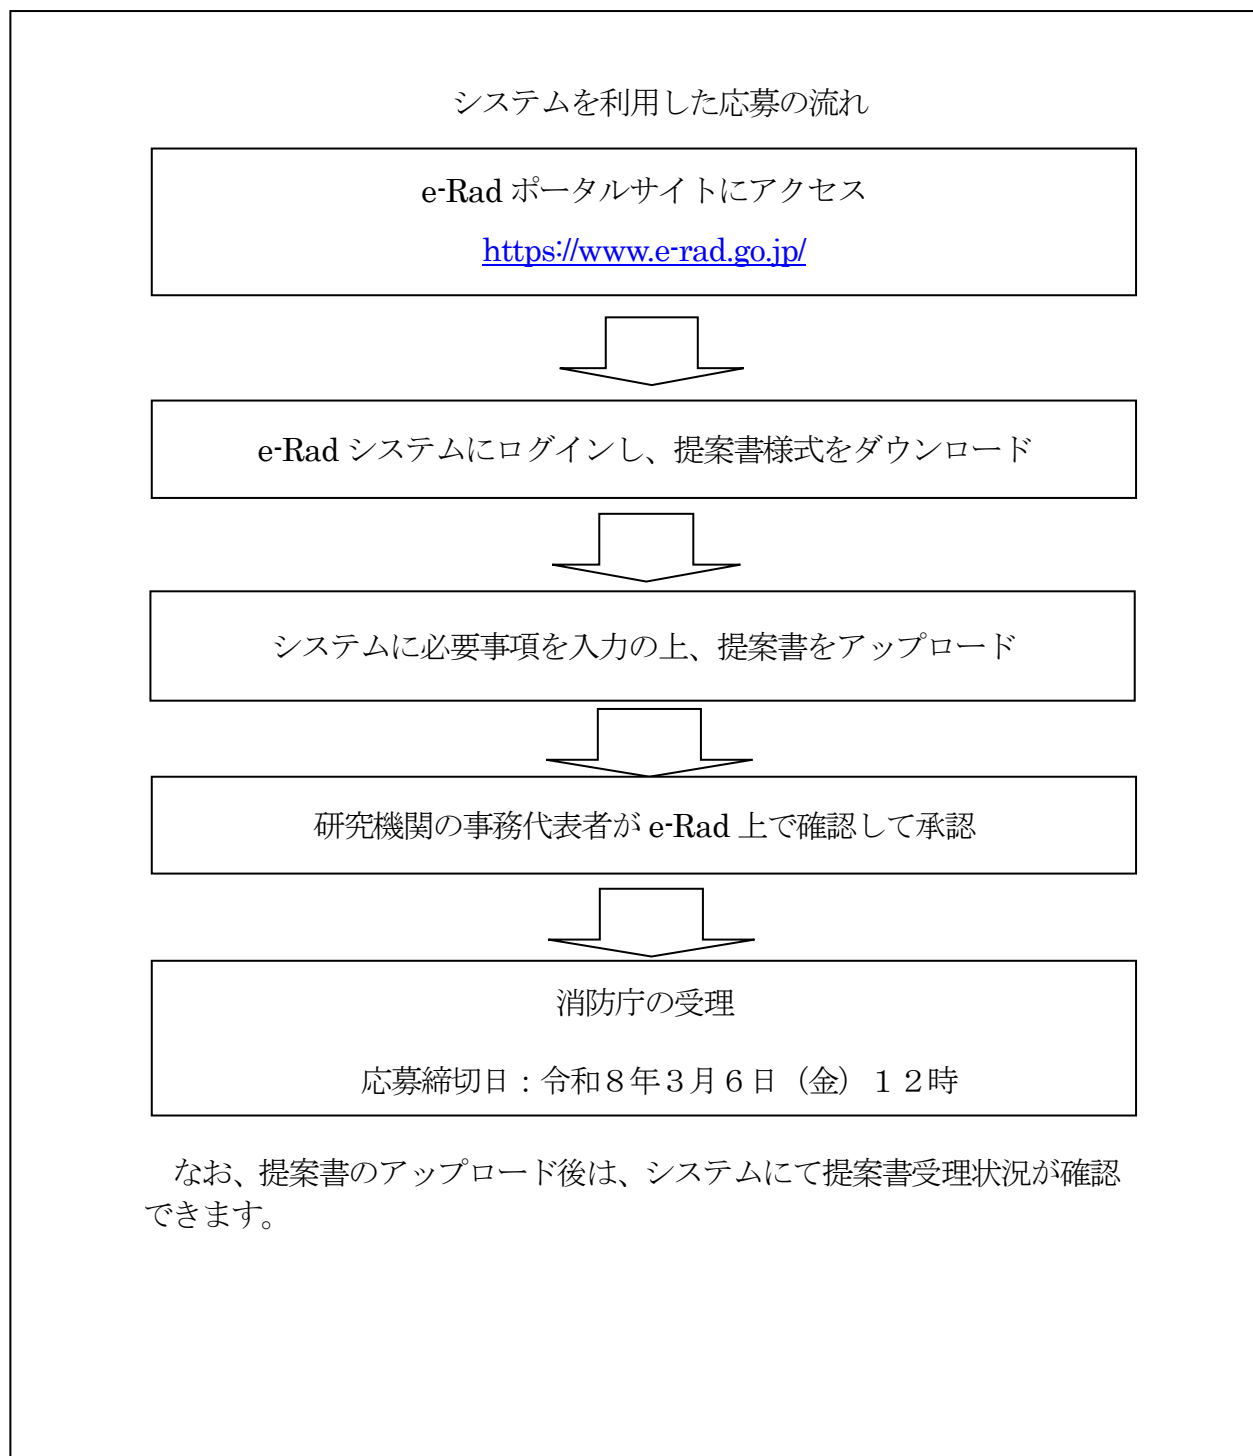 システムを利用した応募の流れ
e-Rad ポータルサイトにアクセス
https://www.e-rad.go.jp/
e-Rad システムにログインし、提案書様式をダウンロード
システムに必要事項を入力の上、提案書をアップロード
研究機関の事務代表者が e-Rad 上で確認して承認
消防庁の受理
応募締切日：令和８年３月６日（金）１２時
なお、提案書のアップロード後は、システムにて提案書受理状況が確認
できます。